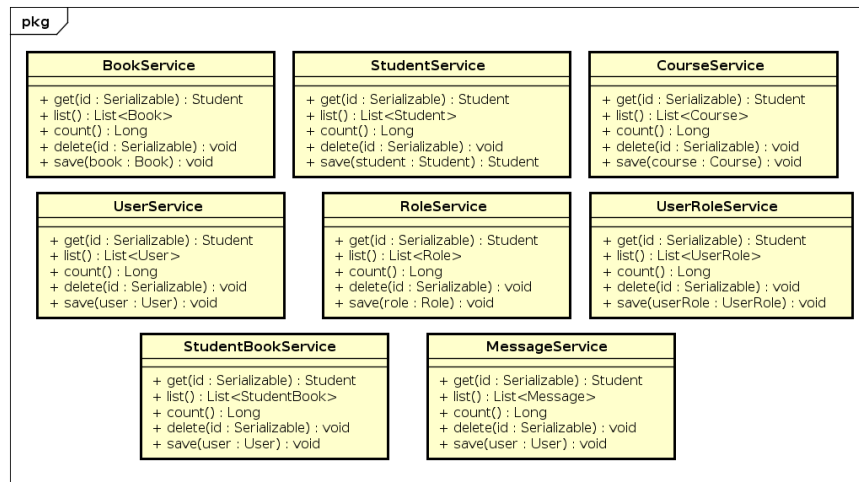 pkg
BookService
+ get(id : Serializable) : Student
+ list() : List<Book>
+ count() : Long
+ delete(id : Serializable) : void
+ save(book : Book) : void
StudentService
+ get(id : Serializable) : Student
+ list() : List<Student>
+ count() : Long
+ delete(id : Serializable) : void
+ save(student : Student) : Student
CourseService
+ get(id : Serializable) : Student
+ list() : List<Course>
+ count() : Long
+ delete(id : Serializable) : void
+ save(course : Course) : void
UserService
+ get(id : Serializable) : Student
+ list() : List<User>
+ count() : Long
+ delete(id : Serializable) : void
+ save(user : User) : void
RoleService
+ get(id : Serializable) : Student
+ list() : List<Role>
+ count() : Long
+ delete(id : Serializable) : void
+ save(role : Role) : void
UserRoleService
+ get(id : Serializable) : Student
+ list() : List<UserRole>
+ count() : Long
+ delete(id : Serializable) : void
+ save(userRole : UserRole) : void
StudentBookService
+ get(id : Serializable) : Student
+ list() : List<StudentBook>
+ count() : Long
+ delete(id : Serializable) : void
+ save(user : User) : void
MessageService
+ get(id : Serializable) : Student
+ list() : List<Message>
+ count() : Long
+ delete(id : Serializable) : void
+ save(user : User) : void